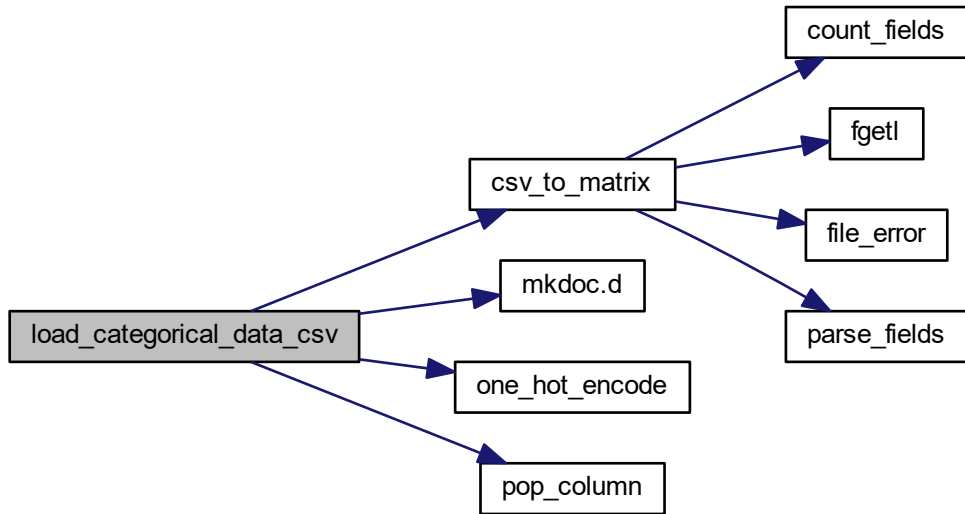 count_fields
fgetl
csv_to_matrix
file_error
mkdoc.d
load_categorical_data_csv
parse_fields
one_hot_encode
pop_column